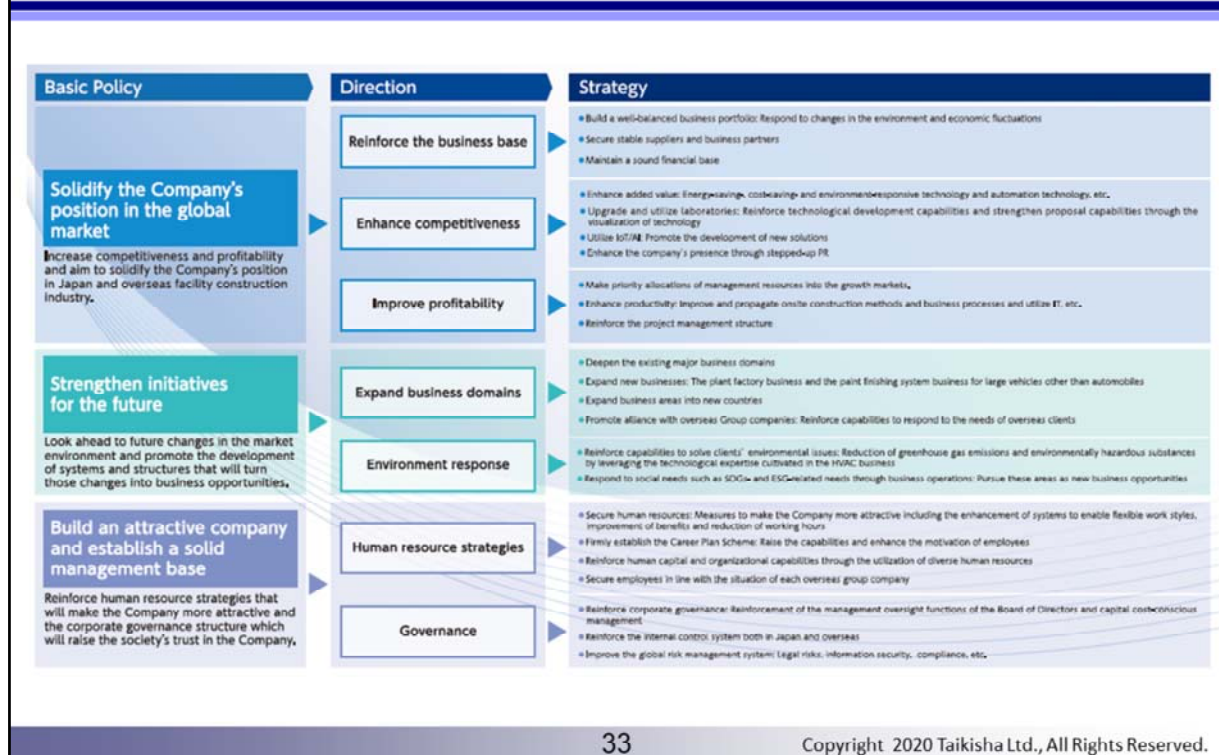 Basic Policy
Direction
Strategy
Solidify the Company's
position in the global
market
Increase competitiveness and profitability
and aim to solidify the Company's position
in Japan and overseas facility construction
industry.
Reinforce the business base
•Build a well-balanced business portfolio: Respond to changes in the environment and economic fluctuations
•Secure stable suppliers and business partners
•Maintain a sound financial base
Enhance competitiveness
•Enhance added value: Energy-saving, cost-saving- and environment-responsive technology and automation technology, etc.
•Upgrade and utilize laboratories: Reinforce technological development capabilities and strengthen proposal capabilities through the
visualization of technology
•Utilize IoT/AI: Promote the development of new solutions
•Enhance the company's presence through stepped-up PR
Improve profitability
•Make priority allocations of management resources into the growth markets.
•Enhance productivity: Improve and propagate onsite construction methods and business processes and utilize IT, etc.
•Reinforce the project management structure
Strengthen initiatives
for the future
Look ahead to future changes in the market
environment and promote the development
of systems and structures that will turn
those changes into business opportunities.
Expand business domains
•Deepen the existing major business domains
•Expand new businesses: The plant factory business and the paint finishing system business for large vehicles other than automobiles
•Expand business areas into new countries
•Promote alliance with overseas Group companies: Reinforce capabilities to respond to the needs of overseas clients
Environment response
•Reinforce capabilities to solve clients' environmental issues: Reduction of greenhouse gas emissions and environmentally hazardous substances
by leveraging the technological expertise cultivated in the HVAC business
•Respond to social needs such as SDGs- and ESG-related needs through business operations: Pursue these areas as new business opportunities
Build an attractive company
and establish a solid
management base
Reinforce human resource strategies that
will make the Company more attractive and
the corporate governance structure which
will raise the society's trust in the Company.
Human resource strategies
•Secure human resources: Measures to make the Company more attractive including the enhancement of systems to enable flexible work styles,
improvement of benefits and reduction of working hours
•Firmly establish the Career Plan Scheme: Raise the capabilities and enhance the motivation of employees
•Reinforce human capital and organizational capabilities through the utilization of diverse human resources
•Secure employees in line with the situation of each overseas group company
Governance
•Reinforce corporate governance: Reinforcement of the management oversight functions of the Board of Directors and capital cost-conscious
management
•Reinforce the internal control system both in Japan and overseas
•Improve the global risk management system: Legal risks, information security, compliance, etc.
33
Copyright 2020 Taikisha Ltd., All Rights Reserved.